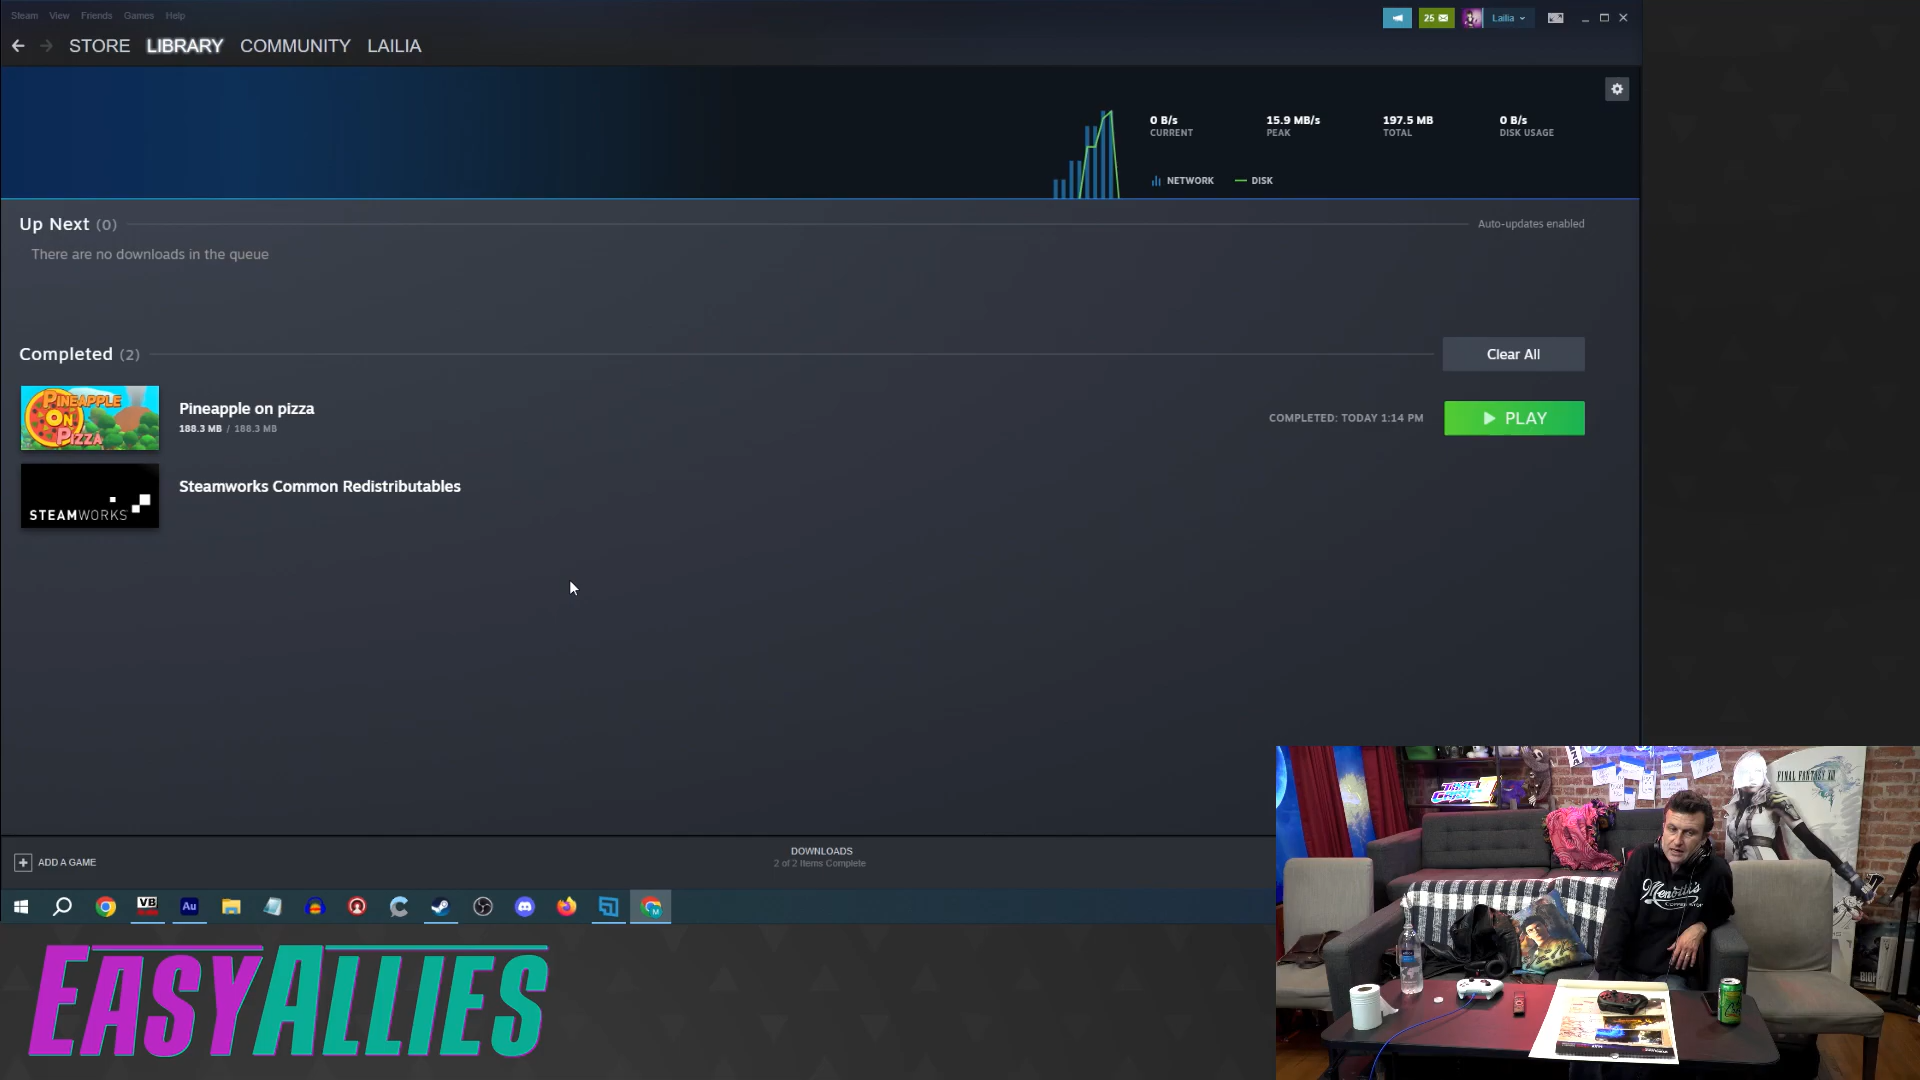 Steam View Friends Games Help
25
Lailia
STORE LIBRARY COMMUNITY LAILIA
0 B/s 15.9 MB/s 197.5 MB 0 B/s
CURRENT PEAK TOTAL DISK USAGE
NETWORK DISK
Up Next (0)
Auto-updates enabled
There are no downloads in the queue
Completed (2)
Clear All
PINEAPPLE ON PIZZA
Pineapple on pizza
188.3 MB / 188.3 MB
COMPLETED: TODAY 1:14 PM
PLAY
STEAMWORKS
Steamworks Common Redistributables
ADD A GAME
DOWNLOADS
2 of 2 Items Complete
VB
Au
M
EASYALLIES
FINAL FANTASY XIII
Menotti's